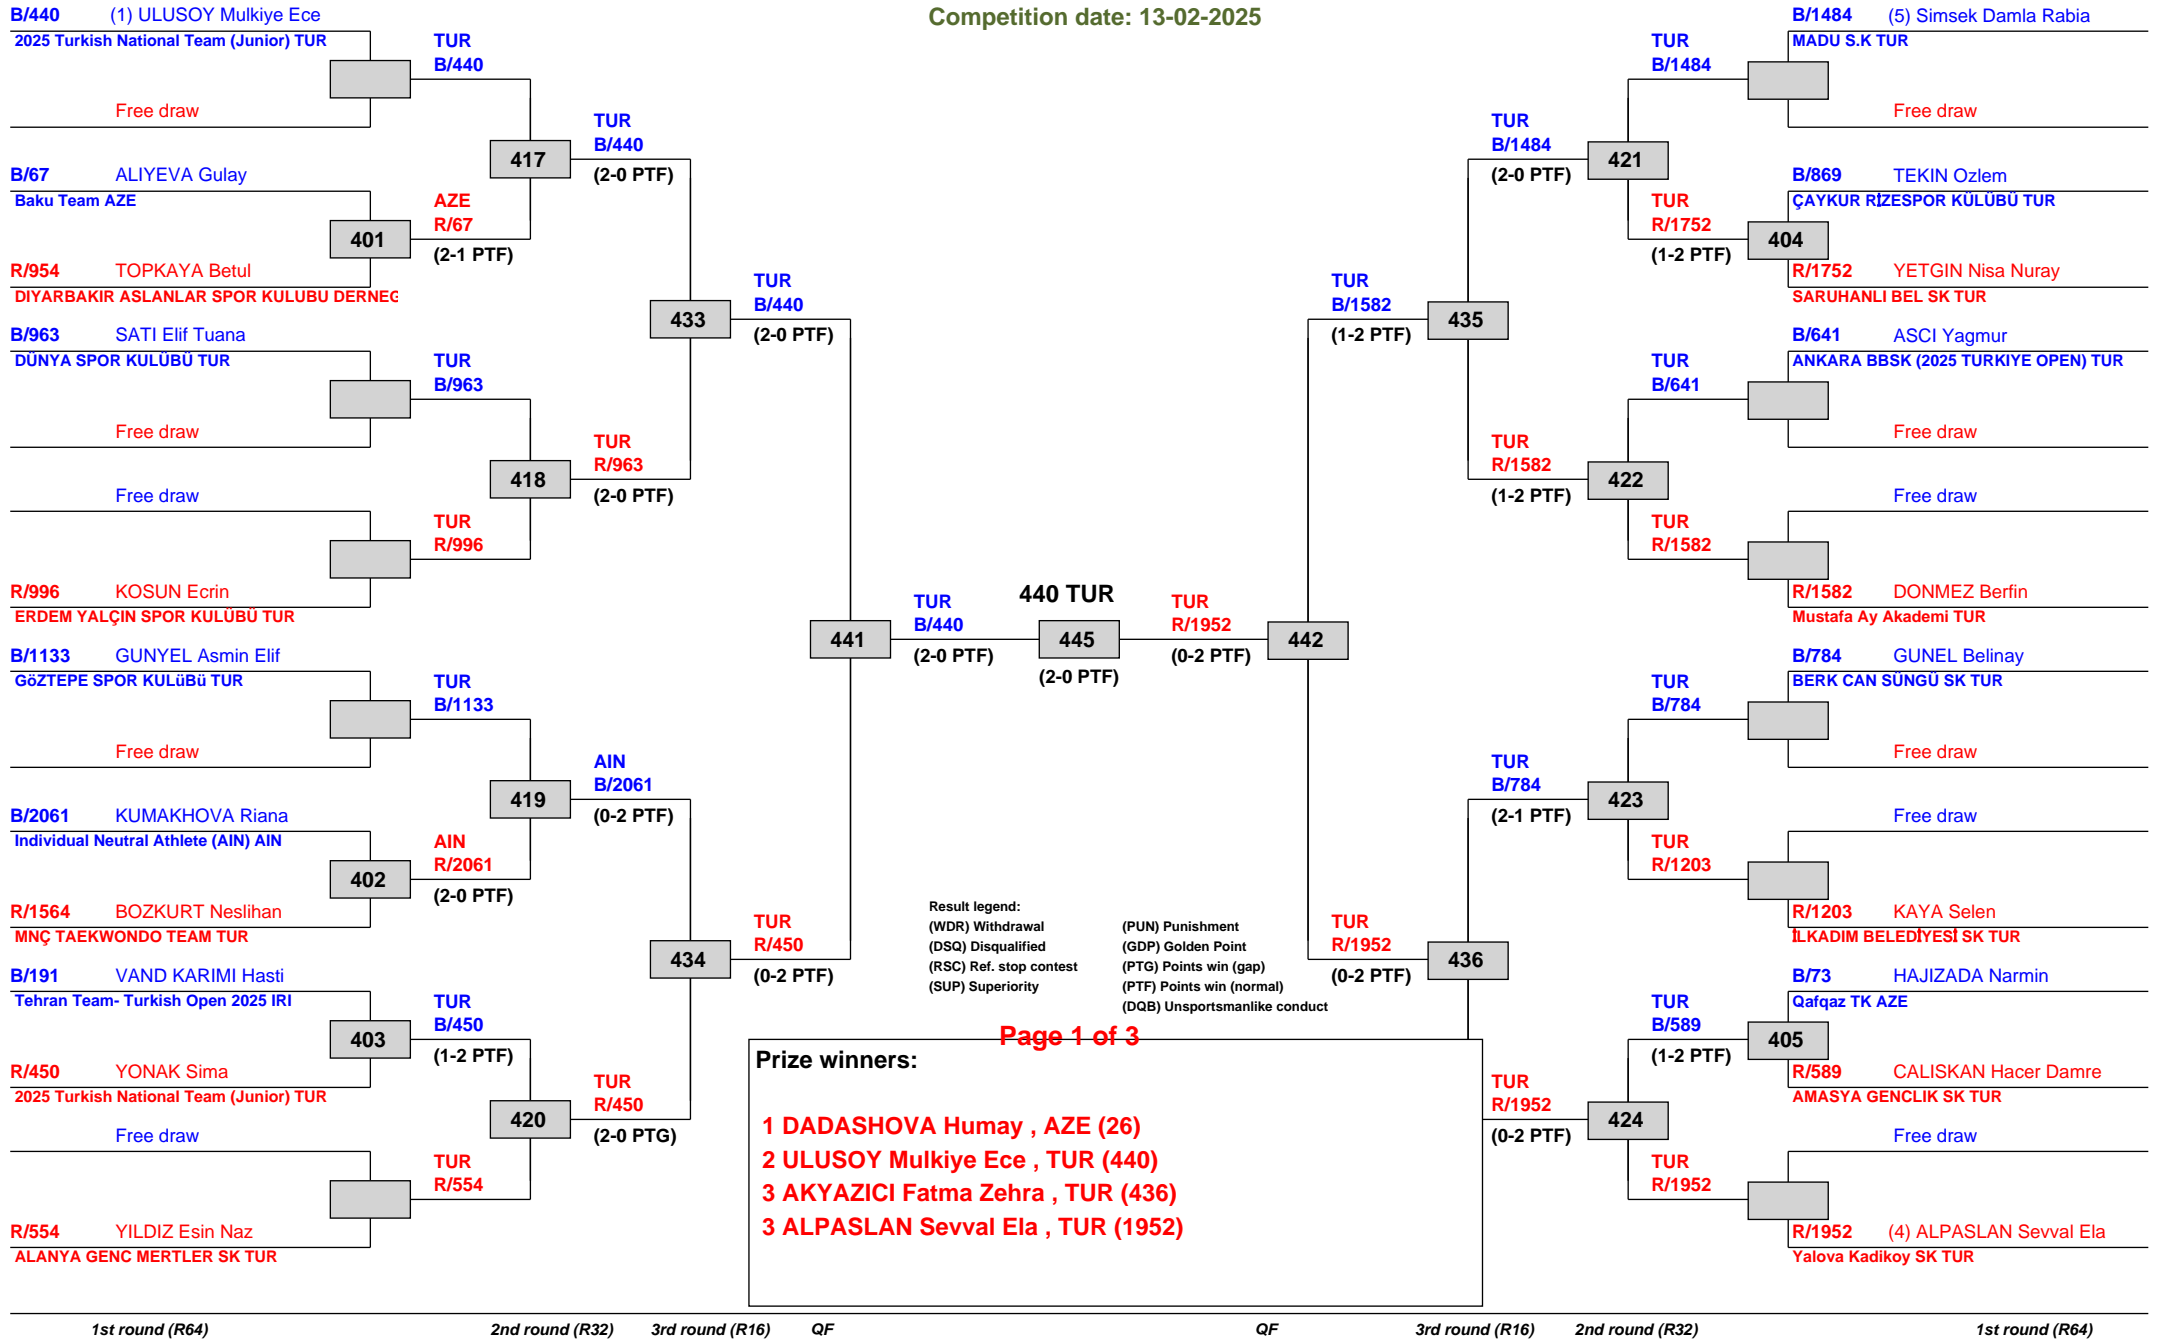 Competition date: 13-02-2025
B/440 (1) ULUSOY Mulkiye Ece
2025 Turkish National Team (Junior) TUR
TUR
B/440
Free draw
TUR
B/440
417
(2-0 PTF)
B/67 ALIYEVA Gulay
Baku Team AZE
AZE
R/67
401
(2-1 PTF)
R/954 TOPKAYA Betul
DIYARBAKIR ASLANLAR SPOR KULUBU DERNEG
TUR
B/440
433
(2-0 PTF)
B/963 SATI Elif Tuana
DÜNYA SPOR KULÜBÜ TUR
TUR
B/963
Free draw
TUR
R/963
418
(2-0 PTF)
Free draw
TUR
R/996
R/996 KOSUN Ecrin
ERDEM YALÇIN SPOR KULÜBÜ TUR
TUR
B/440
441
(2-0 PTF)
B/1133 GUNYEL Asmin Elif
GöZTEPE SPOR KULüBü TUR
TUR
B/1133
Free draw
AIN
B/2061
419
(0-2 PTF)
B/2061 KUMAKHOVA Riana
Individual Neutral Athlete (AIN) AIN
AIN
R/2061
402
(2-0 PTF)
R/1564 BOZKURT Neslihan
MNÇ TAEKWONDO TEAM TUR
TUR
R/450
434
(0-2 PTF)
B/191 VAND KARIMI Hasti
Tehran Team- Turkish Open 2025 IRI
TUR
B/450
403
(1-2 PTF)
R/450 YONAK Sima
2025 Turkish National Team (Junior) TUR
TUR
R/450
420
(2-0 PTG)
Free draw
TUR
R/554
R/554 YILDIZ Esin Naz
ALANYA GENC MERTLER SK TUR
440 TUR
445
(2-0 PTF)
B/1484 (5) Simsek Damla Rabia
MADU S.K TUR
TUR
B/1484
Free draw
TUR
B/1484
421
(2-0 PTF)
B/869 TEKIN Ozlem
ÇAYKUR RİZESPOR KÜLÜBÜ TUR
TUR
R/1752
404
(1-2 PTF)
R/1752 YETGIN Nisa Nuray
SARUHANLI BEL SK TUR
TUR
B/1582
435
(1-2 PTF)
B/641 ASCI Yagmur
ANKARA BBSK (2025 TURKIYE OPEN) TUR
TUR
B/641
Free draw
TUR
R/1582
422
(1-2 PTF)
Free draw
TUR
R/1582
R/1582 DONMEZ Berfin
Mustafa Ay Akademi TUR
TUR
R/1952
442
(0-2 PTF)
B/784 GUNEL Belinay
BERK CAN SÜNGÜ SK TUR
TUR
B/784
Free draw
TUR
B/784
423
(2-1 PTF)
Free draw
TUR
R/1203
R/1203 KAYA Selen
İLKADIM BELEDİYESİ SK TUR
TUR
R/1952
436
(0-2 PTF)
B/73 HAJIZADA Narmin
Qafqaz TK AZE
TUR
B/589
405
(1-2 PTF)
R/589 CALISKAN Hacer Damre
AMASYA GENCLIK SK TUR
TUR
R/1952
424
(0-2 PTF)
Free draw
TUR
R/1952
R/1952 (4) ALPASLAN Sevval Ela
Yalova Kadikoy SK TUR
Result legend:
(WDR) Withdrawal (PUN) Punishment
(DSQ) Disqualified (GDP) Golden Point
(RSC) Ref. stop contest (PTG) Points win (gap)
(SUP) Superiority (PTF) Points win (normal)
(DQB) Unsportsmanlike conduct
Page 1 of 3
Prize winners:
1 DADASHOVA Humay , AZE (26)
2 ULUSOY Mulkiye Ece , TUR (440)
3 AKYAZICI Fatma Zehra , TUR (436)
3 ALPASLAN Sevval Ela , TUR (1952)
1st round (R64) 2nd round (R32) 3rd round (R16) QF QF 3rd round (R16) 2nd round (R32) 1st round (R64)